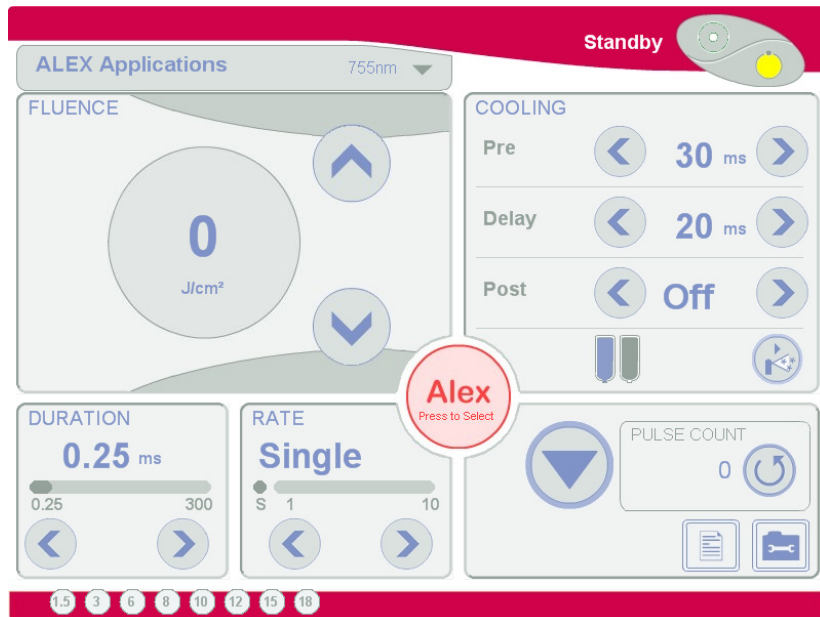 Standby
ALEX Applications 755nm
FLUENCE
0
J/cm²
COOLING
Pre 30 ms
Delay 20 ms
Post Off
Alex
Press to Select
DURATION
0.25 ms
0.25 300
RATE
Single
S 1 10
PULSE COUNT
0
1.5 3 6 8 10 12 15 18